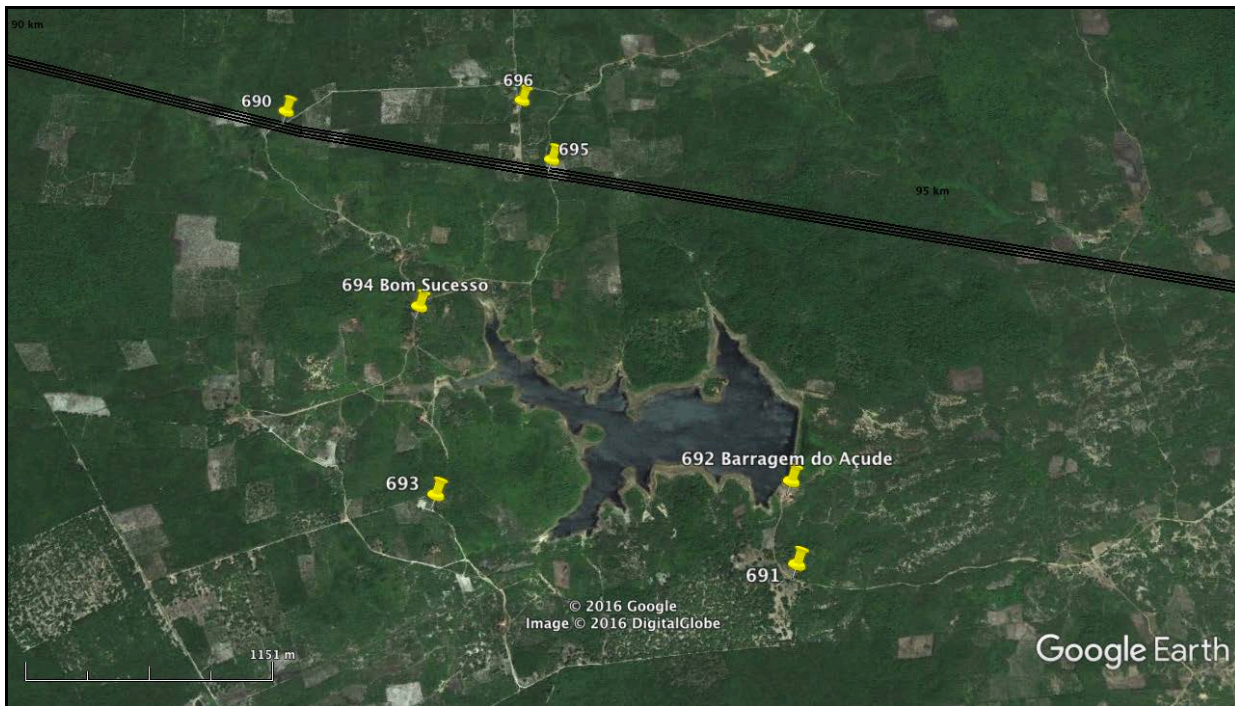 90 km
696
690
695
95 km
694 Bom Sucesso
692 Barragem do Açude
693
691
© 2016 Google
Image © 2016 DigitalGlobe
1151 m
Google Earth